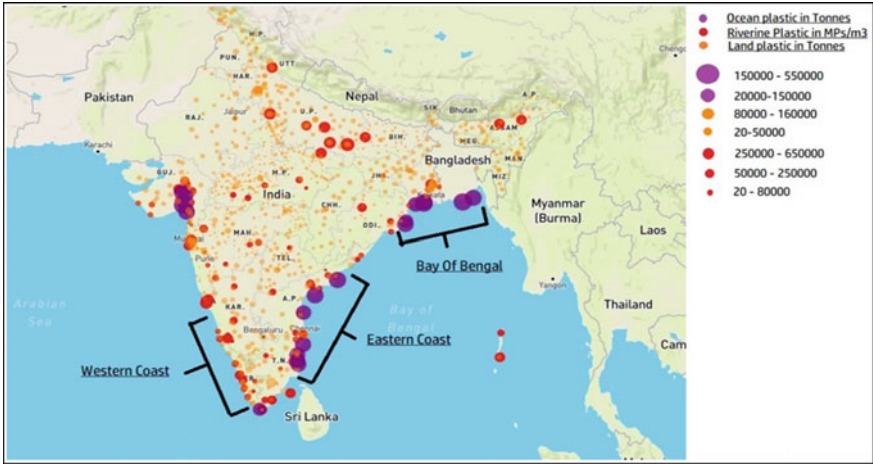 Ocean plastic in Tonnes
Riverine Plastic in MPs/m3
Land plastic in Tonnes
150000 - 550000
20000-150000
80000 - 160000
20-50000
250000 - 650000
50000 - 250000
20 - 80000
H.P.
PUN.
UTT
HAR.
Pakistan
Nepal
A.P.
SIK.
Bhutan
RAJ.
Jaipur
U.P.
ASSAM
Karachi
BIH.
MEG.
Bangladesh
MAN.
GUJ.
M.P.
JHI.
MIZ.
India
Myanmar
(Burma)
CHH.
ODI.
Laos
MAH.
Pune
TEL.
Bay Of Bengal
Yangon
Arabian
Sea
A.P.
Thailand
KAR.
Bay of
Bengal
Bengaluru
Chennai
Eastern Coast
Cam
Western Coast
T.N.
Sri Lanka